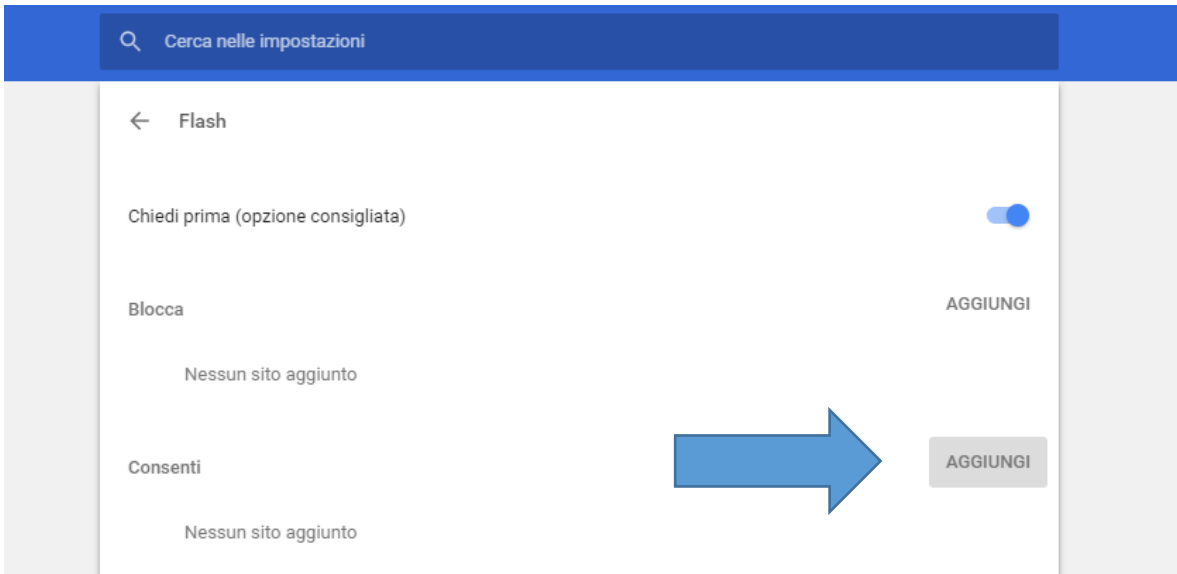 Cerca nelle impostazioni
Flash
Chiedi prima (opzione consigliata)
Blocca AGGIUNGI
Nessun sito aggiunto
Consenti AGGIUNGI
Nessun sito aggiunto